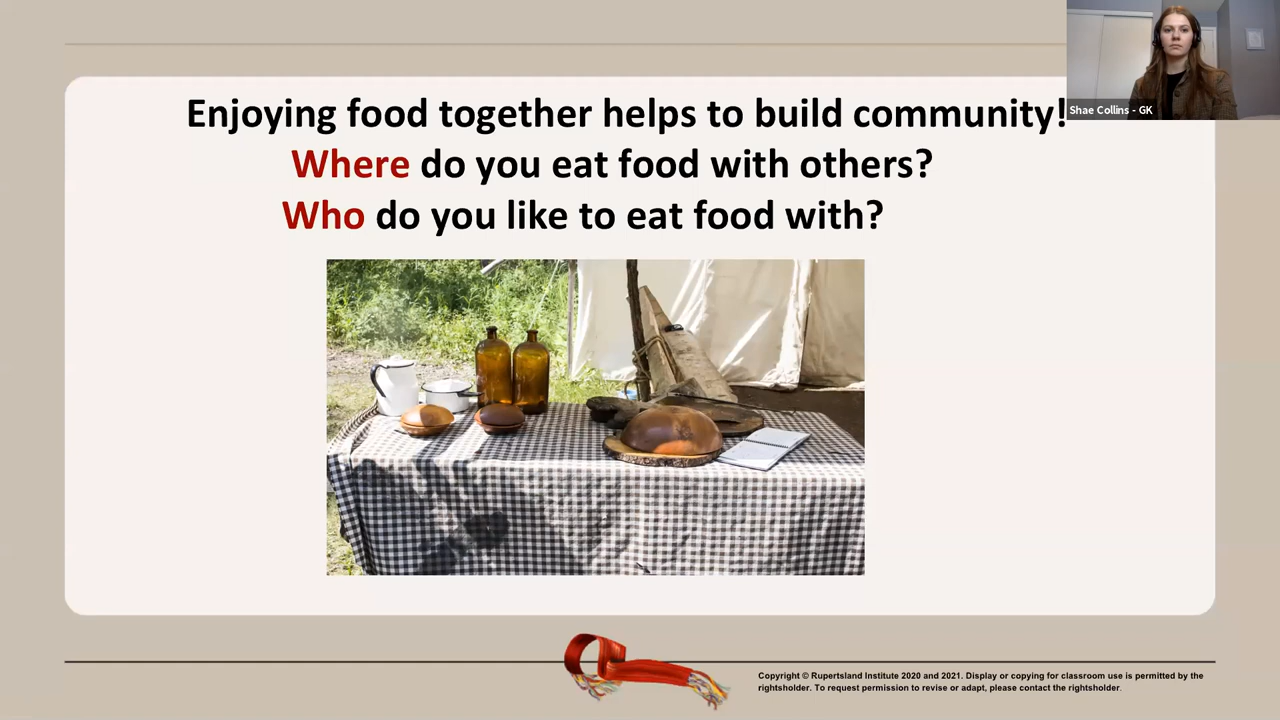 Enjoying food together helps to build community!
Where do you eat food with others?
Who do you like to eat food with?
Shae Collins - GK
Copyright © Rupertsland Institute 2020 and 2021. Display or copying for classroom use is permitted by the
rightsholder. To request permission to revise or adapt, please contact the rightsholder.